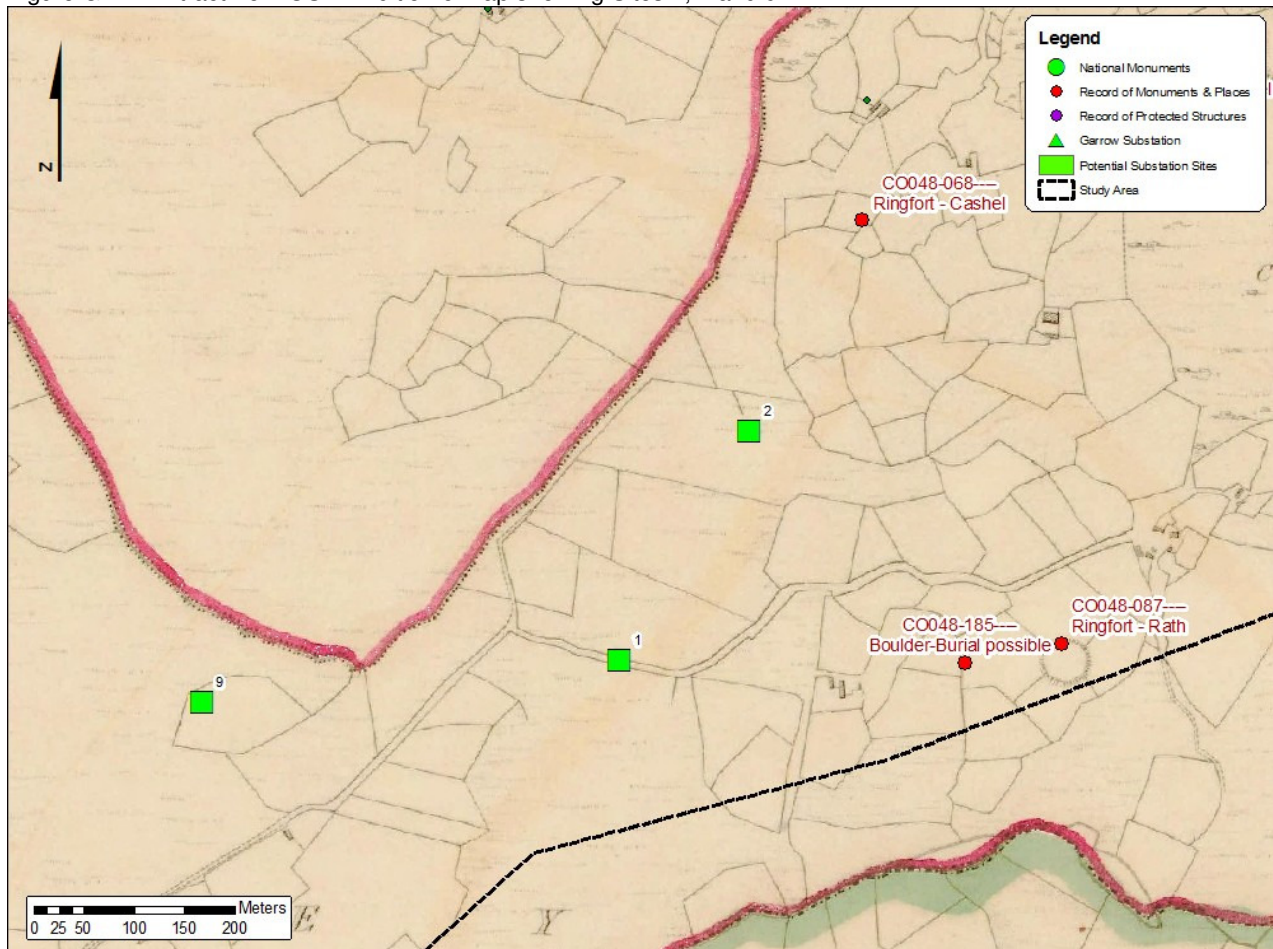 N
Legend
National Monuments
Record of Monuments & Places
Record of Protected Structures
Garrow Substation
Potential Substation Sites
Study Area
CO048-068----
Ringfort - Cashel
C
2
CO048-185----
Boulder-Burial possible
CO048-087----
Ringfort - Rath
1
9
Meters
0 25 50 100 150 200
E Y